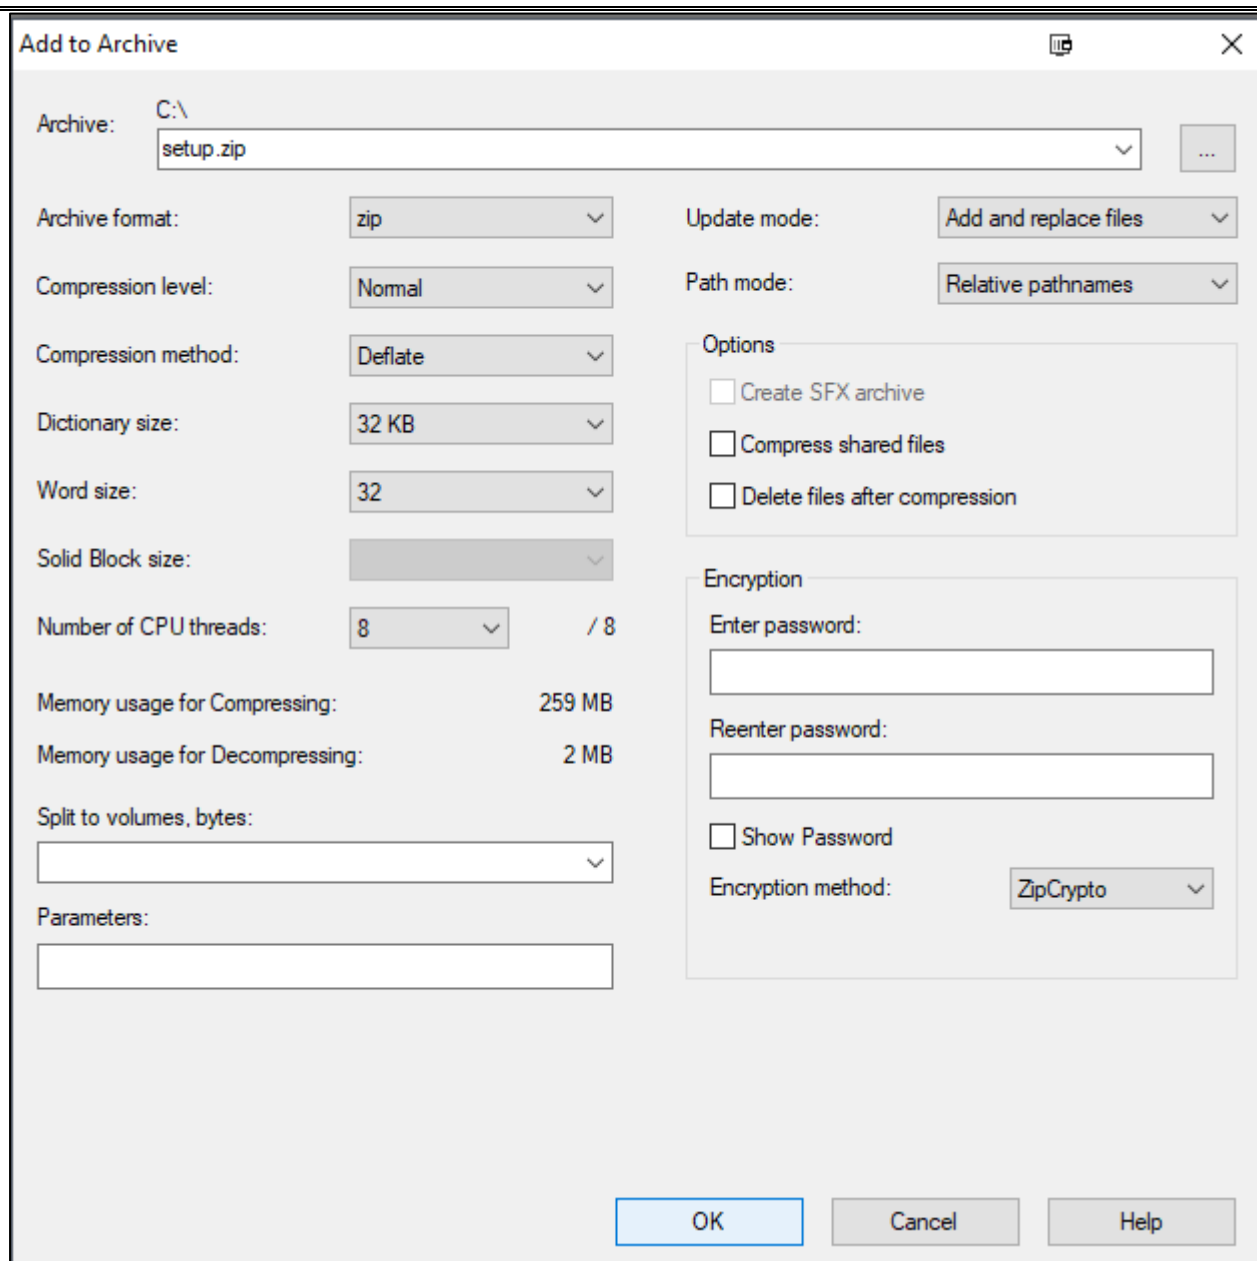 Add to Archive
Archive:
C:\
setup.zip
...
Archive format:
zip
Compression level:
Normal
Compression method:
Deflate
Dictionary size:
32 KB
Word size:
32
Solid Block size:
Number of CPU threads:
8
/ 8
Memory usage for Compressing:
259 MB
Memory usage for Decompressing:
2 MB
Split to volumes, bytes:
Parameters:
Update mode:
Add and replace files
Path mode:
Relative pathnames
Options
Create SFX archive
Compress shared files
Delete files after compression
Encryption
Enter password:
Reenter password:
Show Password
Encryption method:
ZipCrypto
OK
Cancel
Help